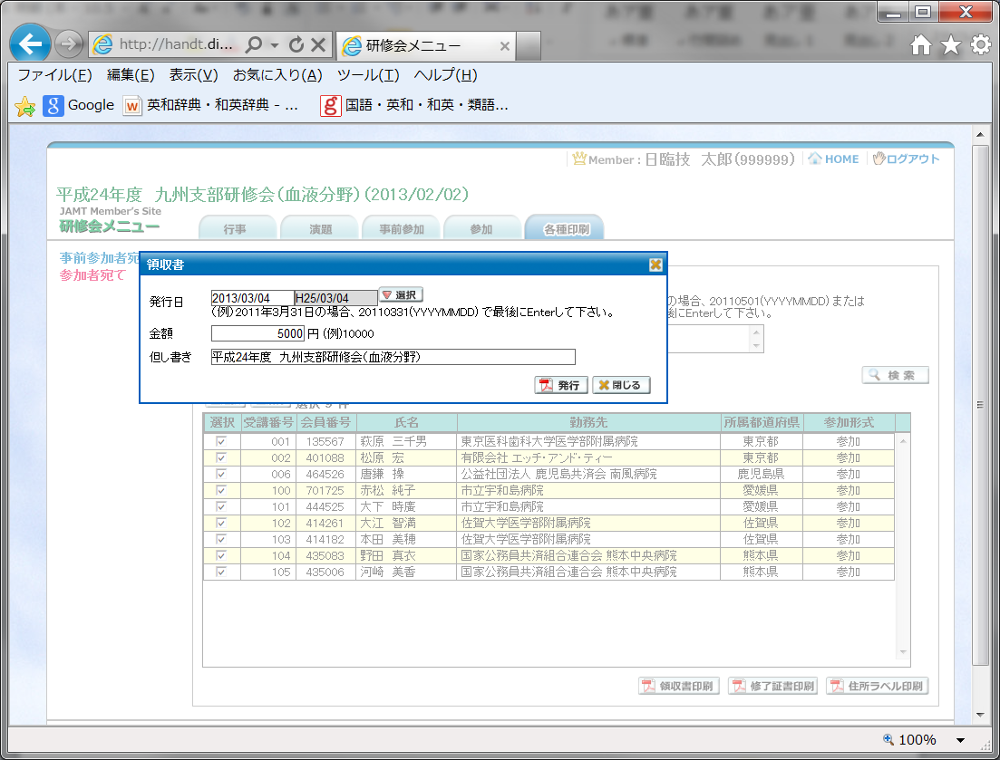 http://handt.di...
研修会メニュー
ファイル(F) 編集(E) 表示(V) お気に入り(A) ツール(T) ヘルプ(H)
Google 英和辞典・和英辞典 - ... 国語・英和・和英・類語...
Member : 日臨技 太郎(999999) HOME ログアウト
平成24年度 九州支部研修会(血液分野)(2013/02/02)
JAMT Member's Site
研修会メニュー
行事 演題 事前参加 参加 各種印刷
事前参加者宛
参加者宛て
領収書
発行日 2013/03/04 H25/03/04 選択
(例)2011年3月31日の場合、20110331(YYYYMMDD)で最後にEnterして下さい。
の場合、20110501(YYYYMMDD)または
後にEnterして下さい。
金額 5000 円 (例)10000
但し書き 平成24年度 九州支部研修会(血液分野)
発行 閉じる
検索
選択 受講番号 会員番号 氏名 勤務先 所属都道府県 参加形式
001 135567 萩原 三千男 東京医科歯科大学医学部附属病院 東京都 参加
002 401088 松原 宏 有限会社 エッチ・アンド・ティー 東京都 参加
006 464526 唐鎌 操 公益社団法人 鹿児島共済会 南風病院 鹿児島県 参加
100 701725 赤松 純子 市立宇和島病院 愛媛県 参加
101 444525 大下 時廣 市立宇和島病院 愛媛県 参加
102 414261 大江 智満 佐賀大学医学部附属病院 佐賀県 参加
103 414182 本田 美穂 佐賀大学医学部附属病院 佐賀県 参加
104 435083 野田 真衣 国家公務員共済組合連合会 熊本中央病院 熊本県 参加
105 435006 河崎 美香 国家公務員共済組合連合会 熊本中央病院 熊本県 参加
領収書印刷 修了証書印刷 住所ラベル印刷
100%